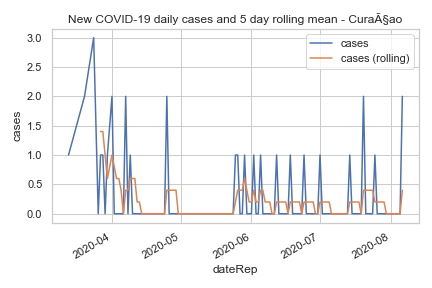 New COVID-19 daily cases and 5 day rolling mean - CuraÃ§ao
cases
cases (rolling)
3.0
2.5
2.0
1.5
1.0
0.5
0.0
cases
2020-04
2020-05
2020-06
2020-07
2020-08
dateRep